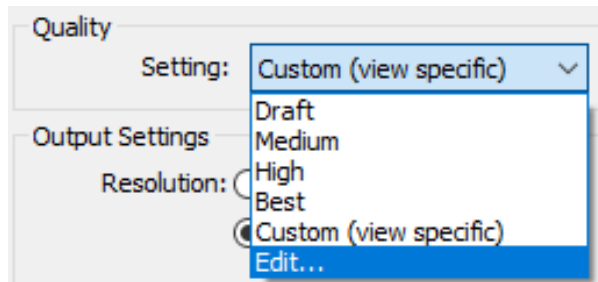 Quality
Setting: Custom (view specific)
Draft
Output Settings
Medium
High
Resolution:
Best
Custom (view specific)
Edit...